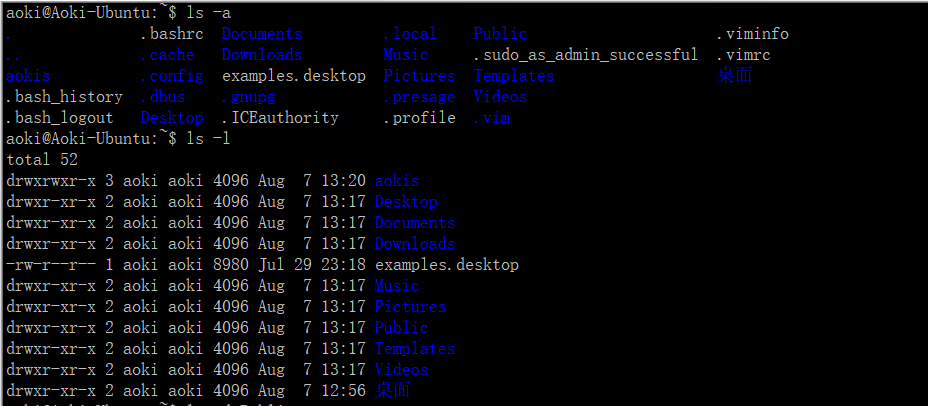 aoki@Aoki-Ubuntu:~$ ls -a
. .bashrc Documents .local Public .viminfo
.. .cache Downloads Music .sudo_as_admin_successful .vimrc
aokis .config examples.desktop Pictures Templates 桌面
.bash_history .dbus .gnupg .presage Videos
.bash_logout Desktop .ICEauthority .profile .vim
aoki@Aoki-Ubuntu:~$ ls -l
total 52
drwxrwxr-x 3 aoki aoki 4096 Aug  7 13:20 aokis
drwxr-xr-x 2 aoki aoki 4096 Aug  7 13:17 Desktop
drwxr-xr-x 2 aoki aoki 4096 Aug  7 13:17 Documents
drwxr-xr-x 2 aoki aoki 4096 Aug  7 13:17 Downloads
-rw-r--r-- 1 aoki aoki 8980 Jul 29 23:18 examples.desktop
drwxr-xr-x 2 aoki aoki 4096 Aug  7 13:17 Music
drwxr-xr-x 2 aoki aoki 4096 Aug  7 13:17 Pictures
drwxr-xr-x 2 aoki aoki 4096 Aug  7 13:17 Public
drwxr-xr-x 2 aoki aoki 4096 Aug  7 13:17 Templates
drwxr-xr-x 2 aoki aoki 4096 Aug  7 13:17 Videos
drwxr-xr-x 2 aoki aoki 4096 Aug  7 12:56 桌面